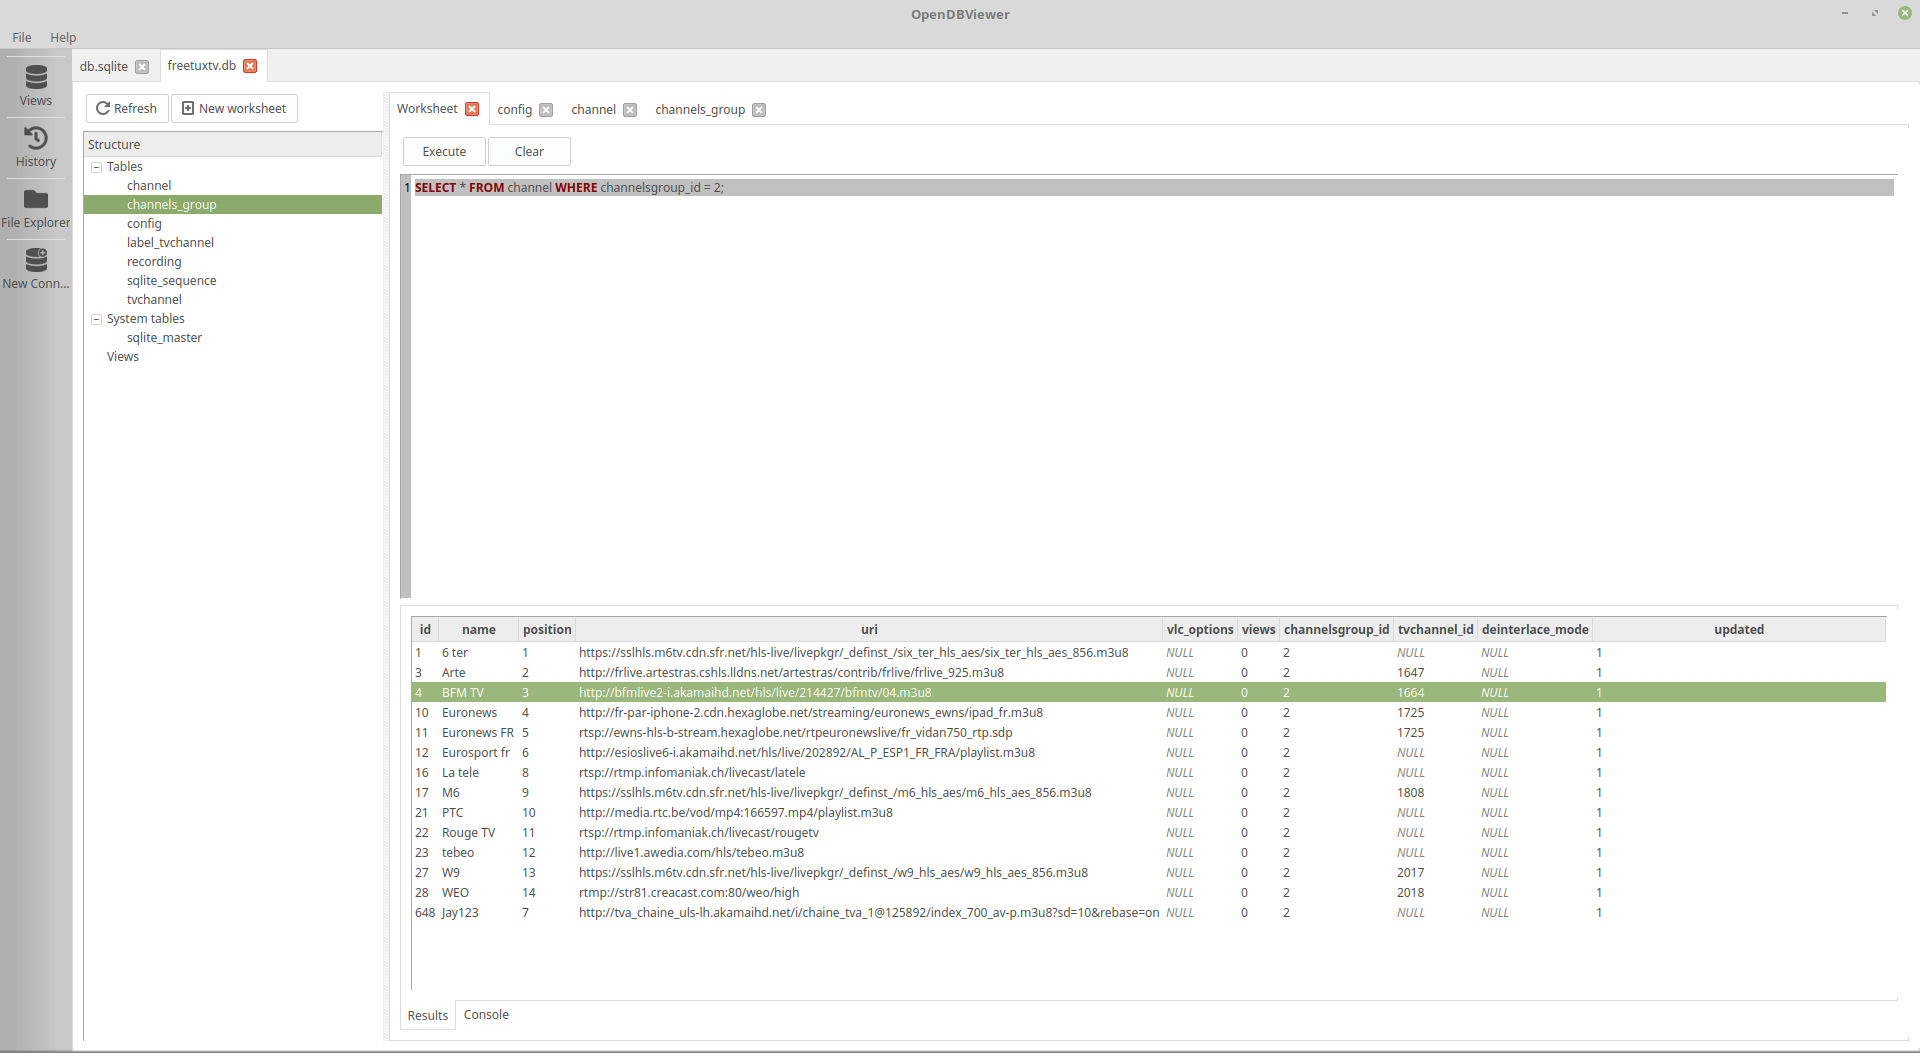 OpenDBViewer
File Help
Views
History
File Explorer
New Conn...
db.sqlite
freetuxtv.db
Refresh New worksheet
Structure
Tables
channel
channels_group
config
label_tvchannel
recording
sqlite_sequence
tvchannel
System tables
sqlite_master
Views
Worksheet config channel channels_group
Execute Clear
1 SELECT * FROM channel WHERE channelsgroup_id = 2;
id name position uri vlc_options views channelsgroup_id tvchannel_id deinterlace_mode updated
1 6 ter 1 https://sslhls.m6tv.cdn.sfr.net/hls-live/livepkgr/_definst_/six_ter_hls_aes/six_ter_hls_aes_856.m3u8 NULL 0 2 NULL NULL 1
3 Arte 2 http://frlive.artestras.cshls.lldns.net/artestras/contrib/frlive/frlive_925.m3u8 NULL 0 2 1647 NULL 1
4 BFM TV 3 http://bfmlive2-i.akamaihd.net/hls/live/214427/bfmtv/04.m3u8 NULL 0 2 1664 NULL 1
10 Euronews 4 http://fr-par-iphone-2.cdn.hexaglobe.net/streaming/euronews_ewns/ipad_fr.m3u8 NULL 0 2 1725 NULL 1
11 Euronews FR 5 rtsp://ewns-hls-b-stream.hexaglobe.net/rtpeuronewslive/fr_vidan750_rtp.sdp NULL 0 2 1725 NULL 1
12 Eurosport fr 6 http://esioslive6-i.akamaihd.net/hls/live/202892/AL_P_ESP1_FR_FRA/playlist.m3u8 NULL 0 2 NULL NULL 1
16 La tele 8 rtsp://rtmp.infomaniak.ch/livecast/latele NULL 0 2 NULL NULL 1
17 M6 9 https://sslhls.m6tv.cdn.sfr.net/hls-live/livepkgr/_definst_/m6_hls_aes/m6_hls_aes_856.m3u8 NULL 0 2 1808 NULL 1
21 PTC 10 http://media.rtc.be/vod/mp4:166597.mp4/playlist.m3u8 NULL 0 2 NULL NULL 1
22 Rouge TV 11 rtsp://rtmp.infomaniak.ch/livecast/rougetv NULL 0 2 NULL NULL 1
23 tebeo 12 http://live1.awedia.com/hls/tebeo.m3u8 NULL 0 2 NULL NULL 1
27 W9 13 https://sslhls.m6tv.cdn.sfr.net/hls-live/livepkgr/_definst_/w9_hls_aes/w9_hls_aes_856.m3u8 NULL 0 2 2017 NULL 1
28 WEO 14 rtmp://str81.creacast.com:80/weo/high NULL 0 2 2018 NULL 1
648 Jay123 7 http://tva_chaine_uls-lh.akamaihd.net/i/chaine_tva_1@125892/index_700_av-p.m3u8?sd=10&rebase=on NULL 0 2 NULL NULL 1
Results Console